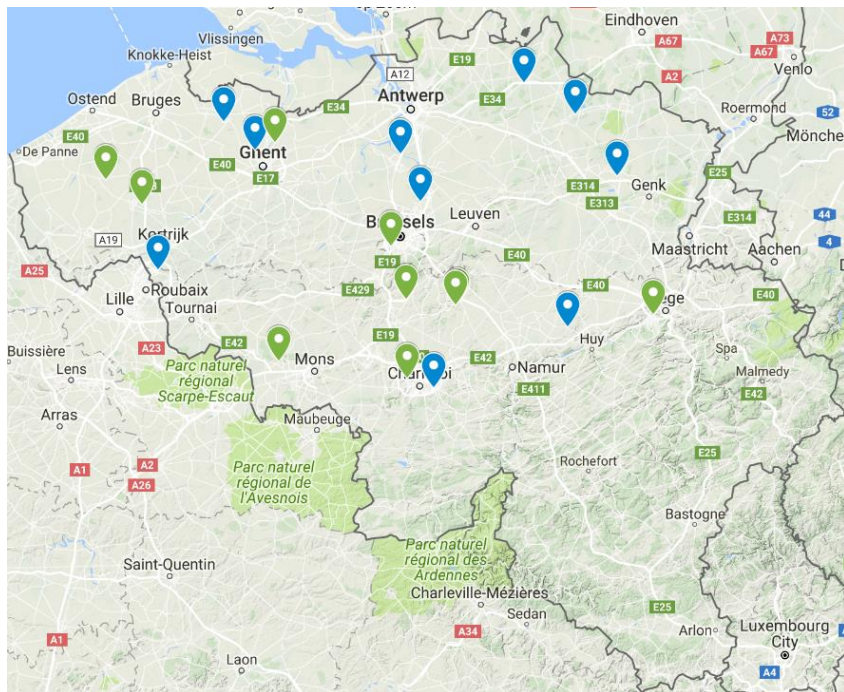 Eindhoven
Vlissingen
E19
A67
A73
A67
Knokke-Heist
A12
Venlo
A2
Antwerp
E34
Ostend
Bruges
E34
Roermond
52
E40
Mönche
De Panne
Ghent
E40
E17
E314
E25
Genk
E313
Leuven
E314
44
Brussels
A19
Kortrijk
Maastricht
4
Aachen
E40
E19
A25
Roubaix
E429
E40
Lille
Tournai
Liège
E40
E19
E42
A23
Huy
Buissière
E42
Spa
Parc naturel
régional
Scarpe-Escaut
Mons
Namur
Lens
Charleroi
Malmedy
E411
E42
Arras
Maubeuge
E25
A1
A2
Parc naturel
régional de
l'Avesnois
Rochefort
A26
Bastogne
Parc naturel
régional des
Ardennes
Saint-Quentin
Charleville-Mézières
E25
Sedan
A1
A34
Arlon
Luxembourg
City
Laon
A4